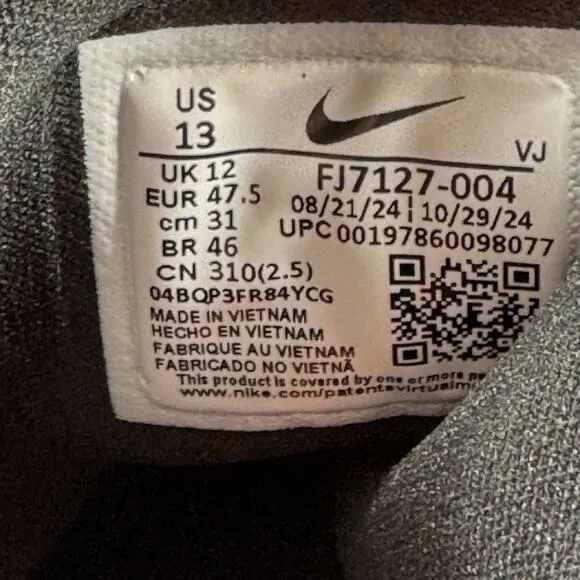 US
13
VJ
UK 12
EUR 47.5
cm 31
BR 46
CN 310(2.5)
FJ7127-004
08/21/24 | 10/29/24
UPC 00197860098077
04BQP3FR84YCG
MADE IN VIETNAM
HECHO EN VIETNAM
FABRIQUE AU VIETNAM
FABRICADO NO VIETNÃ
This product is covered by one or more
www.nike.com/patents